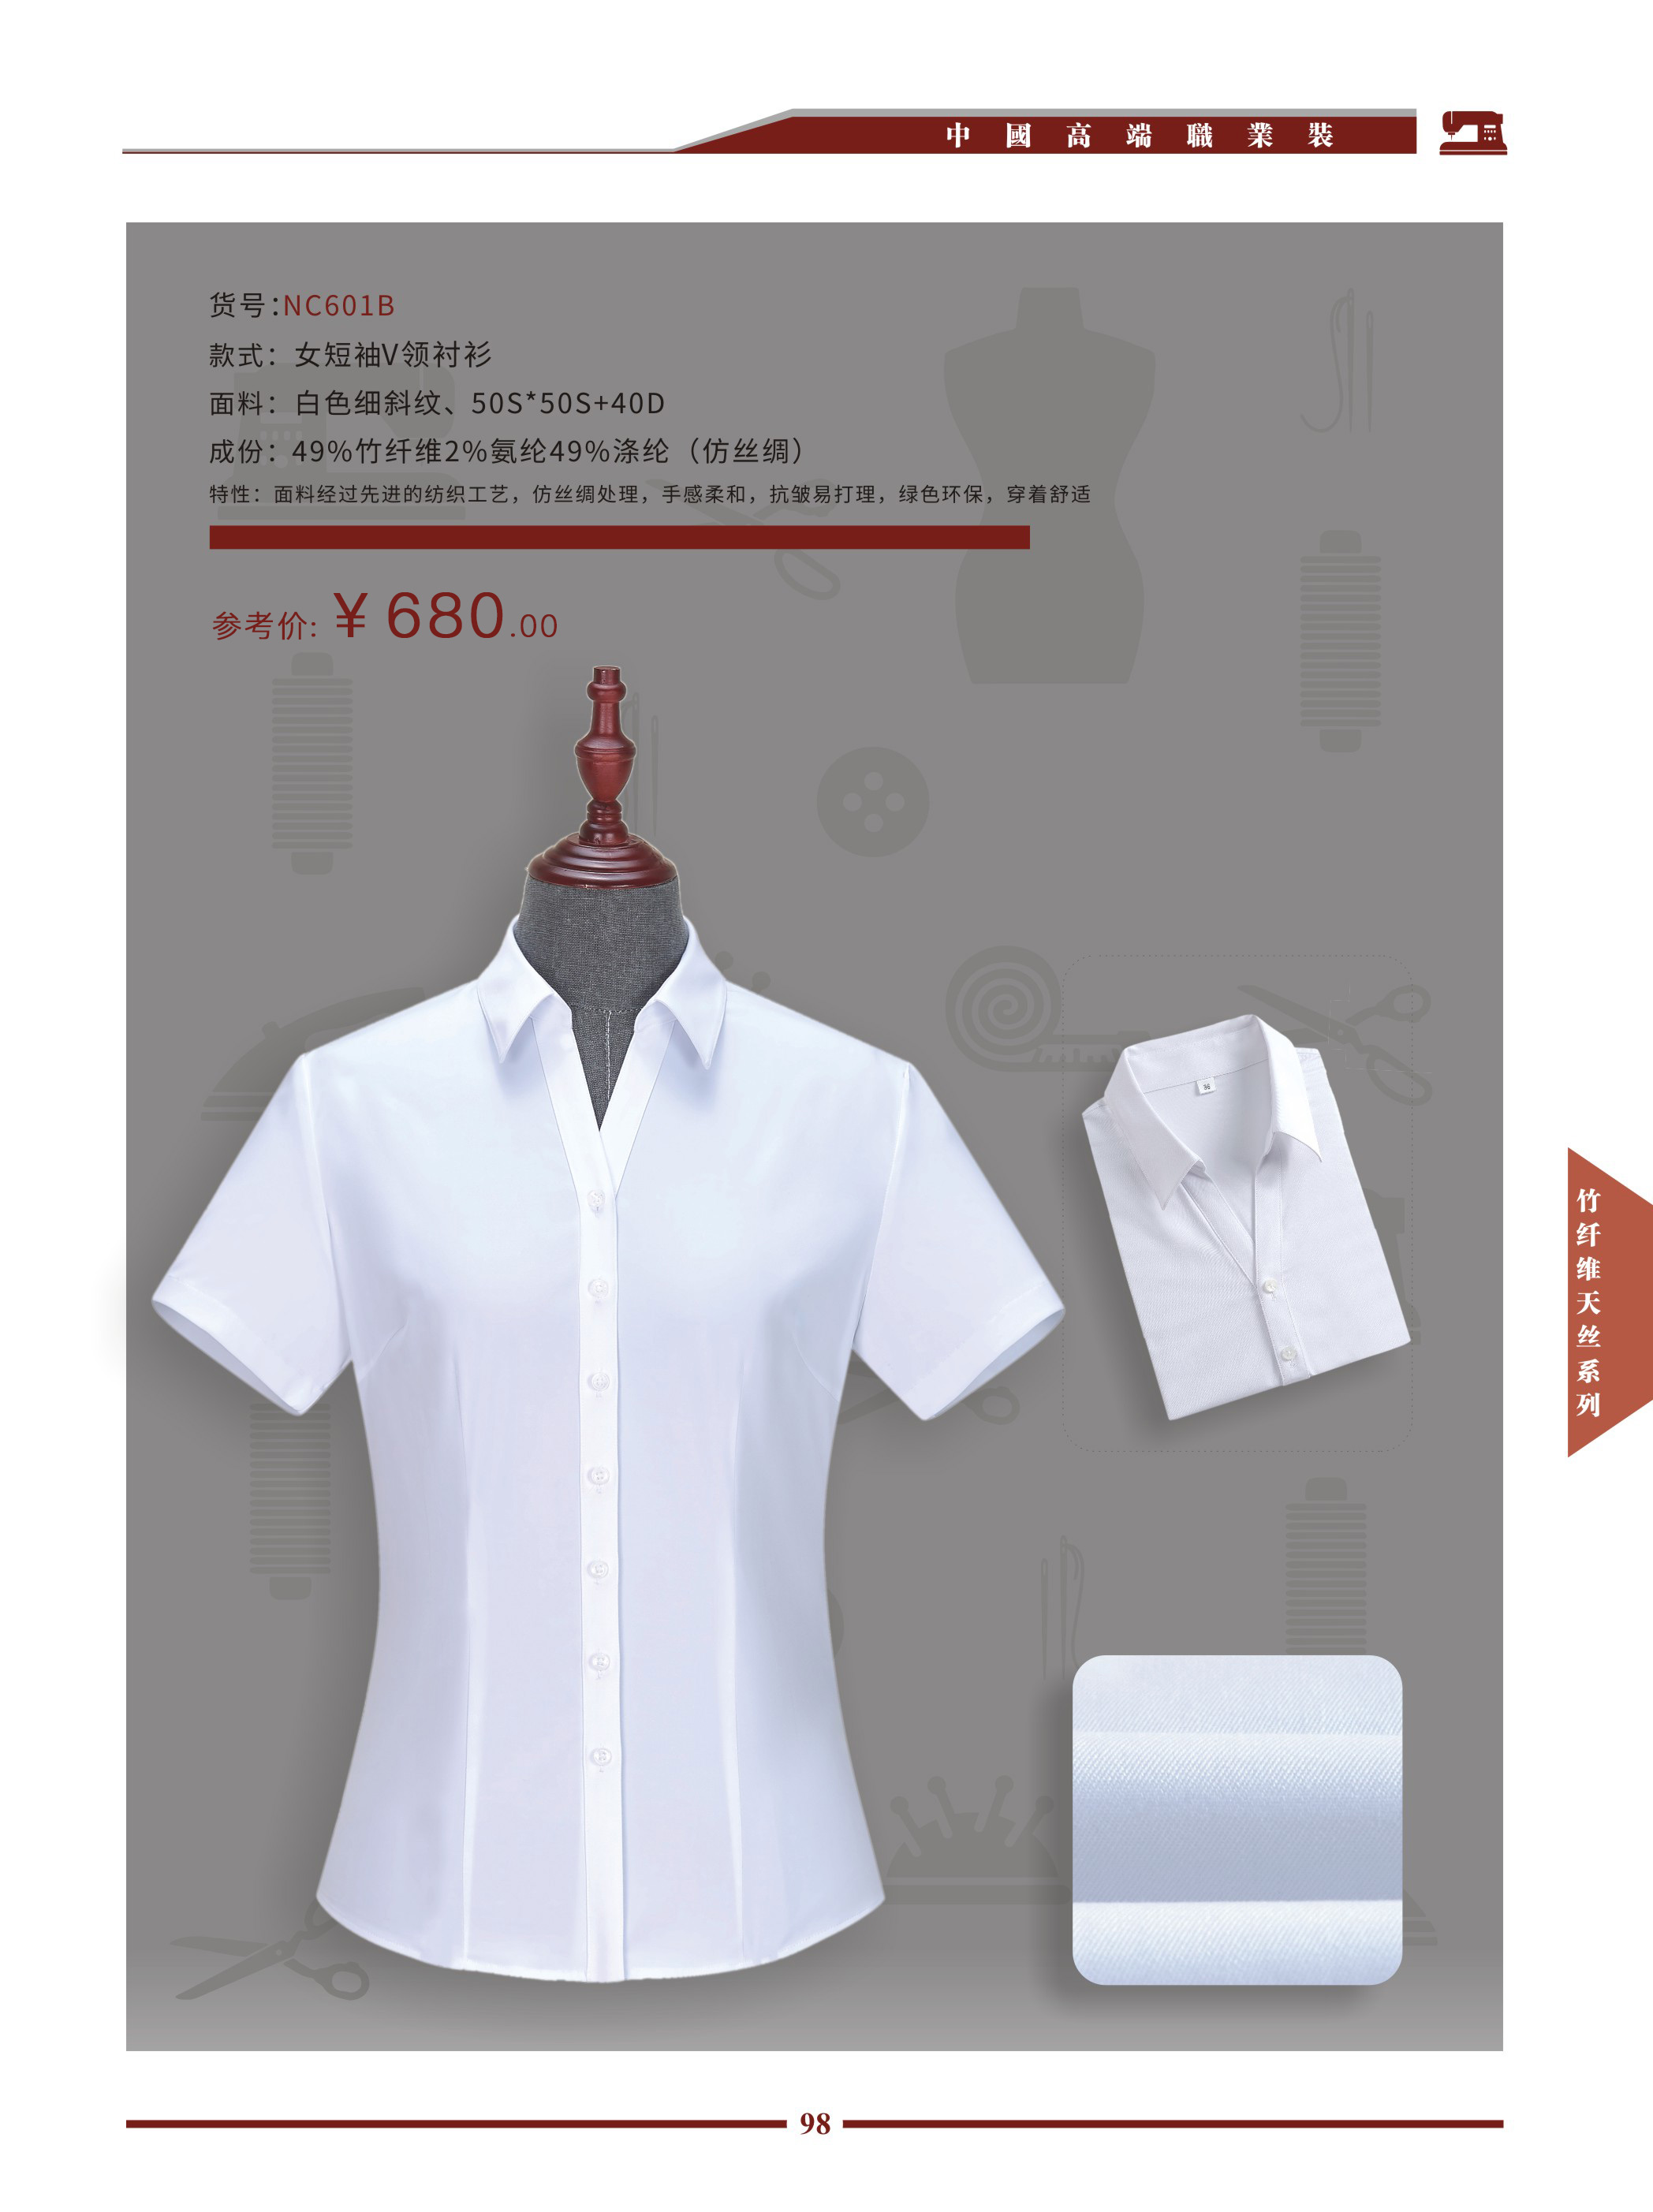 中國高端職業裝
货号:NC601B
款式：女短袖V领衬衫
面料：白色细斜纹、50S*50S+40D
成份：49%竹纤维2%氨纶49%涤纶（仿丝绸）
特性：面料经过先进的纺织工艺，仿丝绸处理，手感柔和，抗皱易打理，绿色环保，穿着舒适
参考价: ¥ 680.00
36
竹纤维天丝系列
98